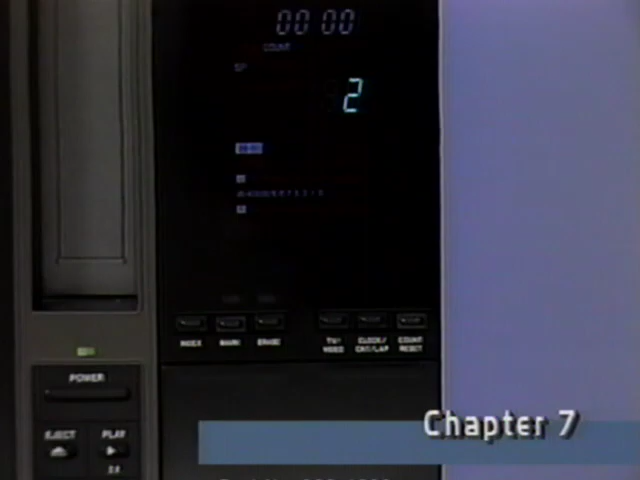 00 00
COUNT
SP
2
INDEX MARK ERASE TV/VIDEO CLOCK/CNT/LAP COUNT RESET
POWER
EJECT PLAY
Chapter 7